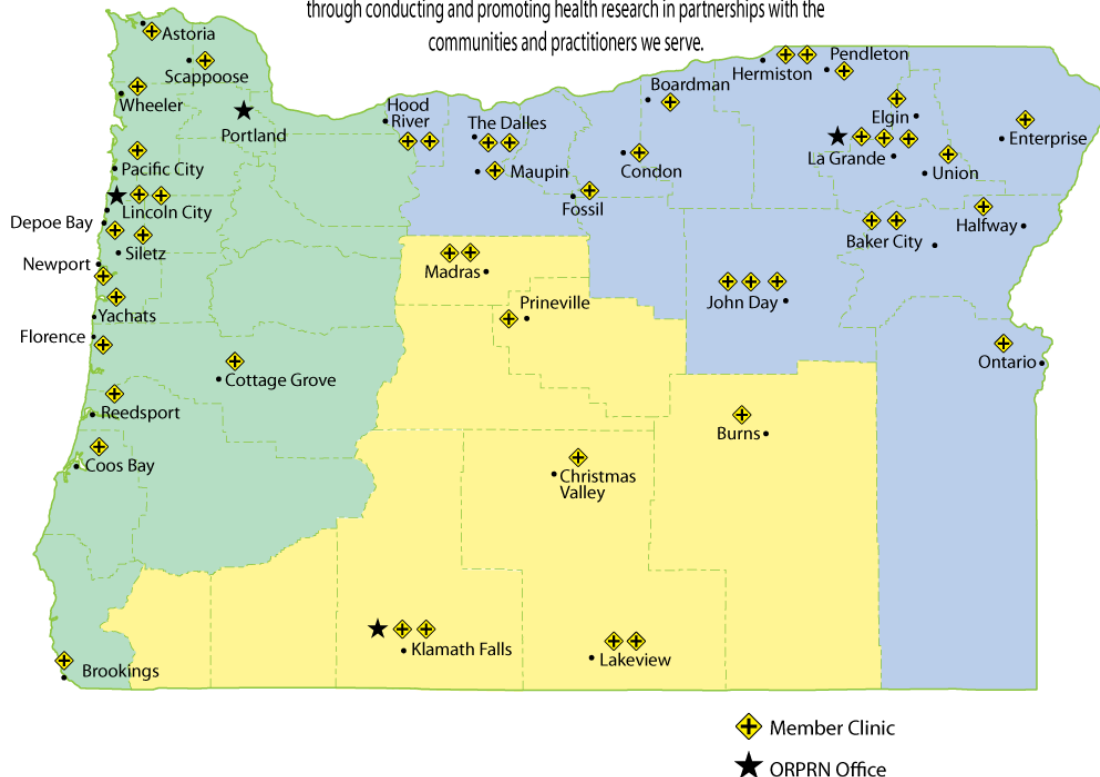 through conducting and promoting health research in partnerships with the
communities and practitioners we serve.
Astoria
Scappoose
Wheeler
Portland
Pacific City
Lincoln City
Depoe Bay
Siletz
Newport
Yachats
Florence
Cottage Grove
Reedsport
Coos Bay
Brookings
Hood
River
The Dalles
Maupin
Boardman
Condon
Fossil
Hermiston
Pendleton
Elgin
La Grande
Union
Enterprise
Halfway
Baker City
John Day
Ontario
Madras
Prineville
Burns
Christmas
Valley
Klamath Falls
Lakeview
Member Clinic
ORPRN Office